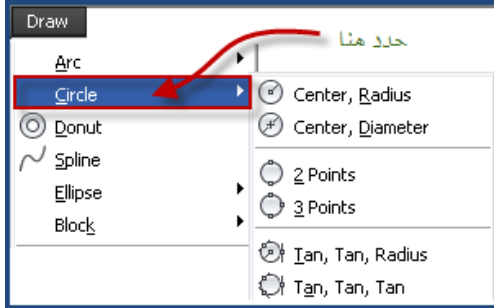 Draw
حدد هنا
Arc
Circle
Donut
Spline
Ellipse
Block
Center, Radius
Center, Diameter
2 Points
3 Points
Tan, Tan, Radius
Tan, Tan, Tan